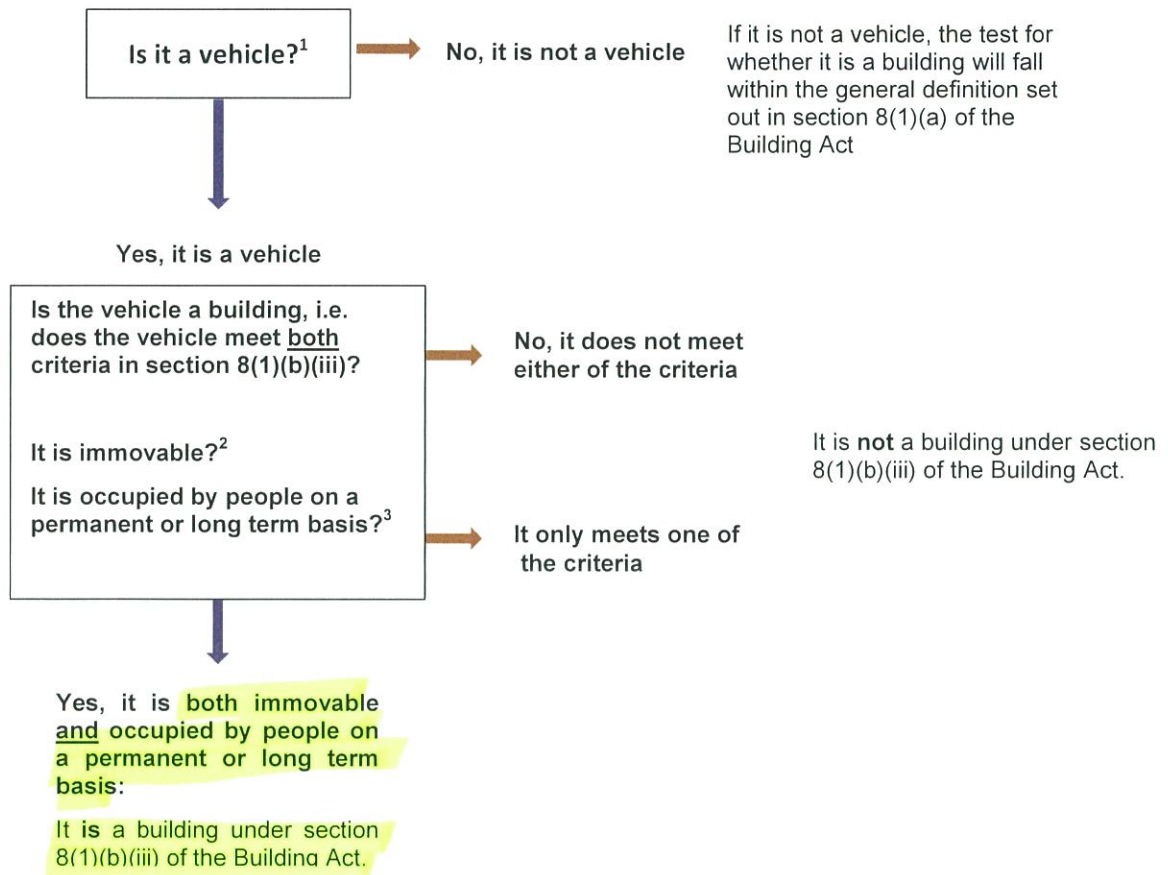 Is it a vehicle?1
No, it is not a vehicle
If it is not a vehicle, the test for
whether it is a building will fall
within the general definition set
out in section 8(1)(a) of the
Building Act
Yes, it is a vehicle
Is the vehicle a building, i.e.
does the vehicle meet both
criteria in section 8(1)(b)(iii)?
It is immovable?2
It is occupied by people on a
permanent or long term basis?3
No, it does not meet
either of the criteria
It only meets one of
the criteria
It is not a building under section
8(1)(b)(iii) of the Building Act.
Yes, it is both immovable
and occupied by people on
a permanent or long term
basis:
It is a building under section
8(1)(b)(iii) of the Building Act.